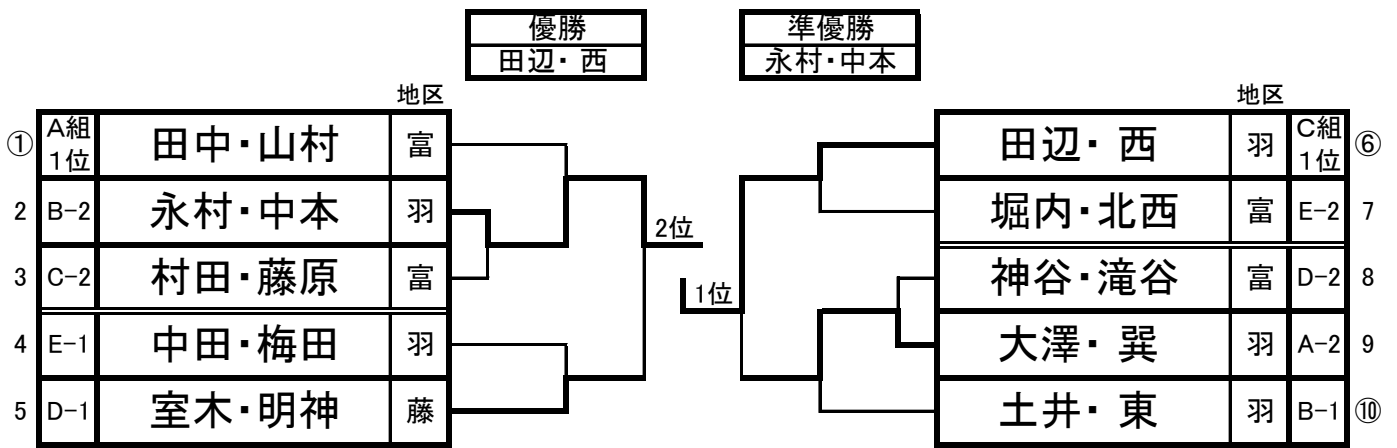 優勝 準優勝
田辺・ 西 永村・中本
地区 地区
① A組 1位 田中・山村 富 田辺・ 西 羽 C組 1位 ⑥
2 B-2 永村・中本 羽 堀内・北西 富 E-2 7
2位
3 C-2 村田・藤原 富 神谷・滝谷 富 D-2 8
1位
4 E-1 中田・梅田 羽 大澤・ 巽 羽 A-2 9
5 D-1 室木・明神 藤 土井・ 東 羽 B-1 ⑩